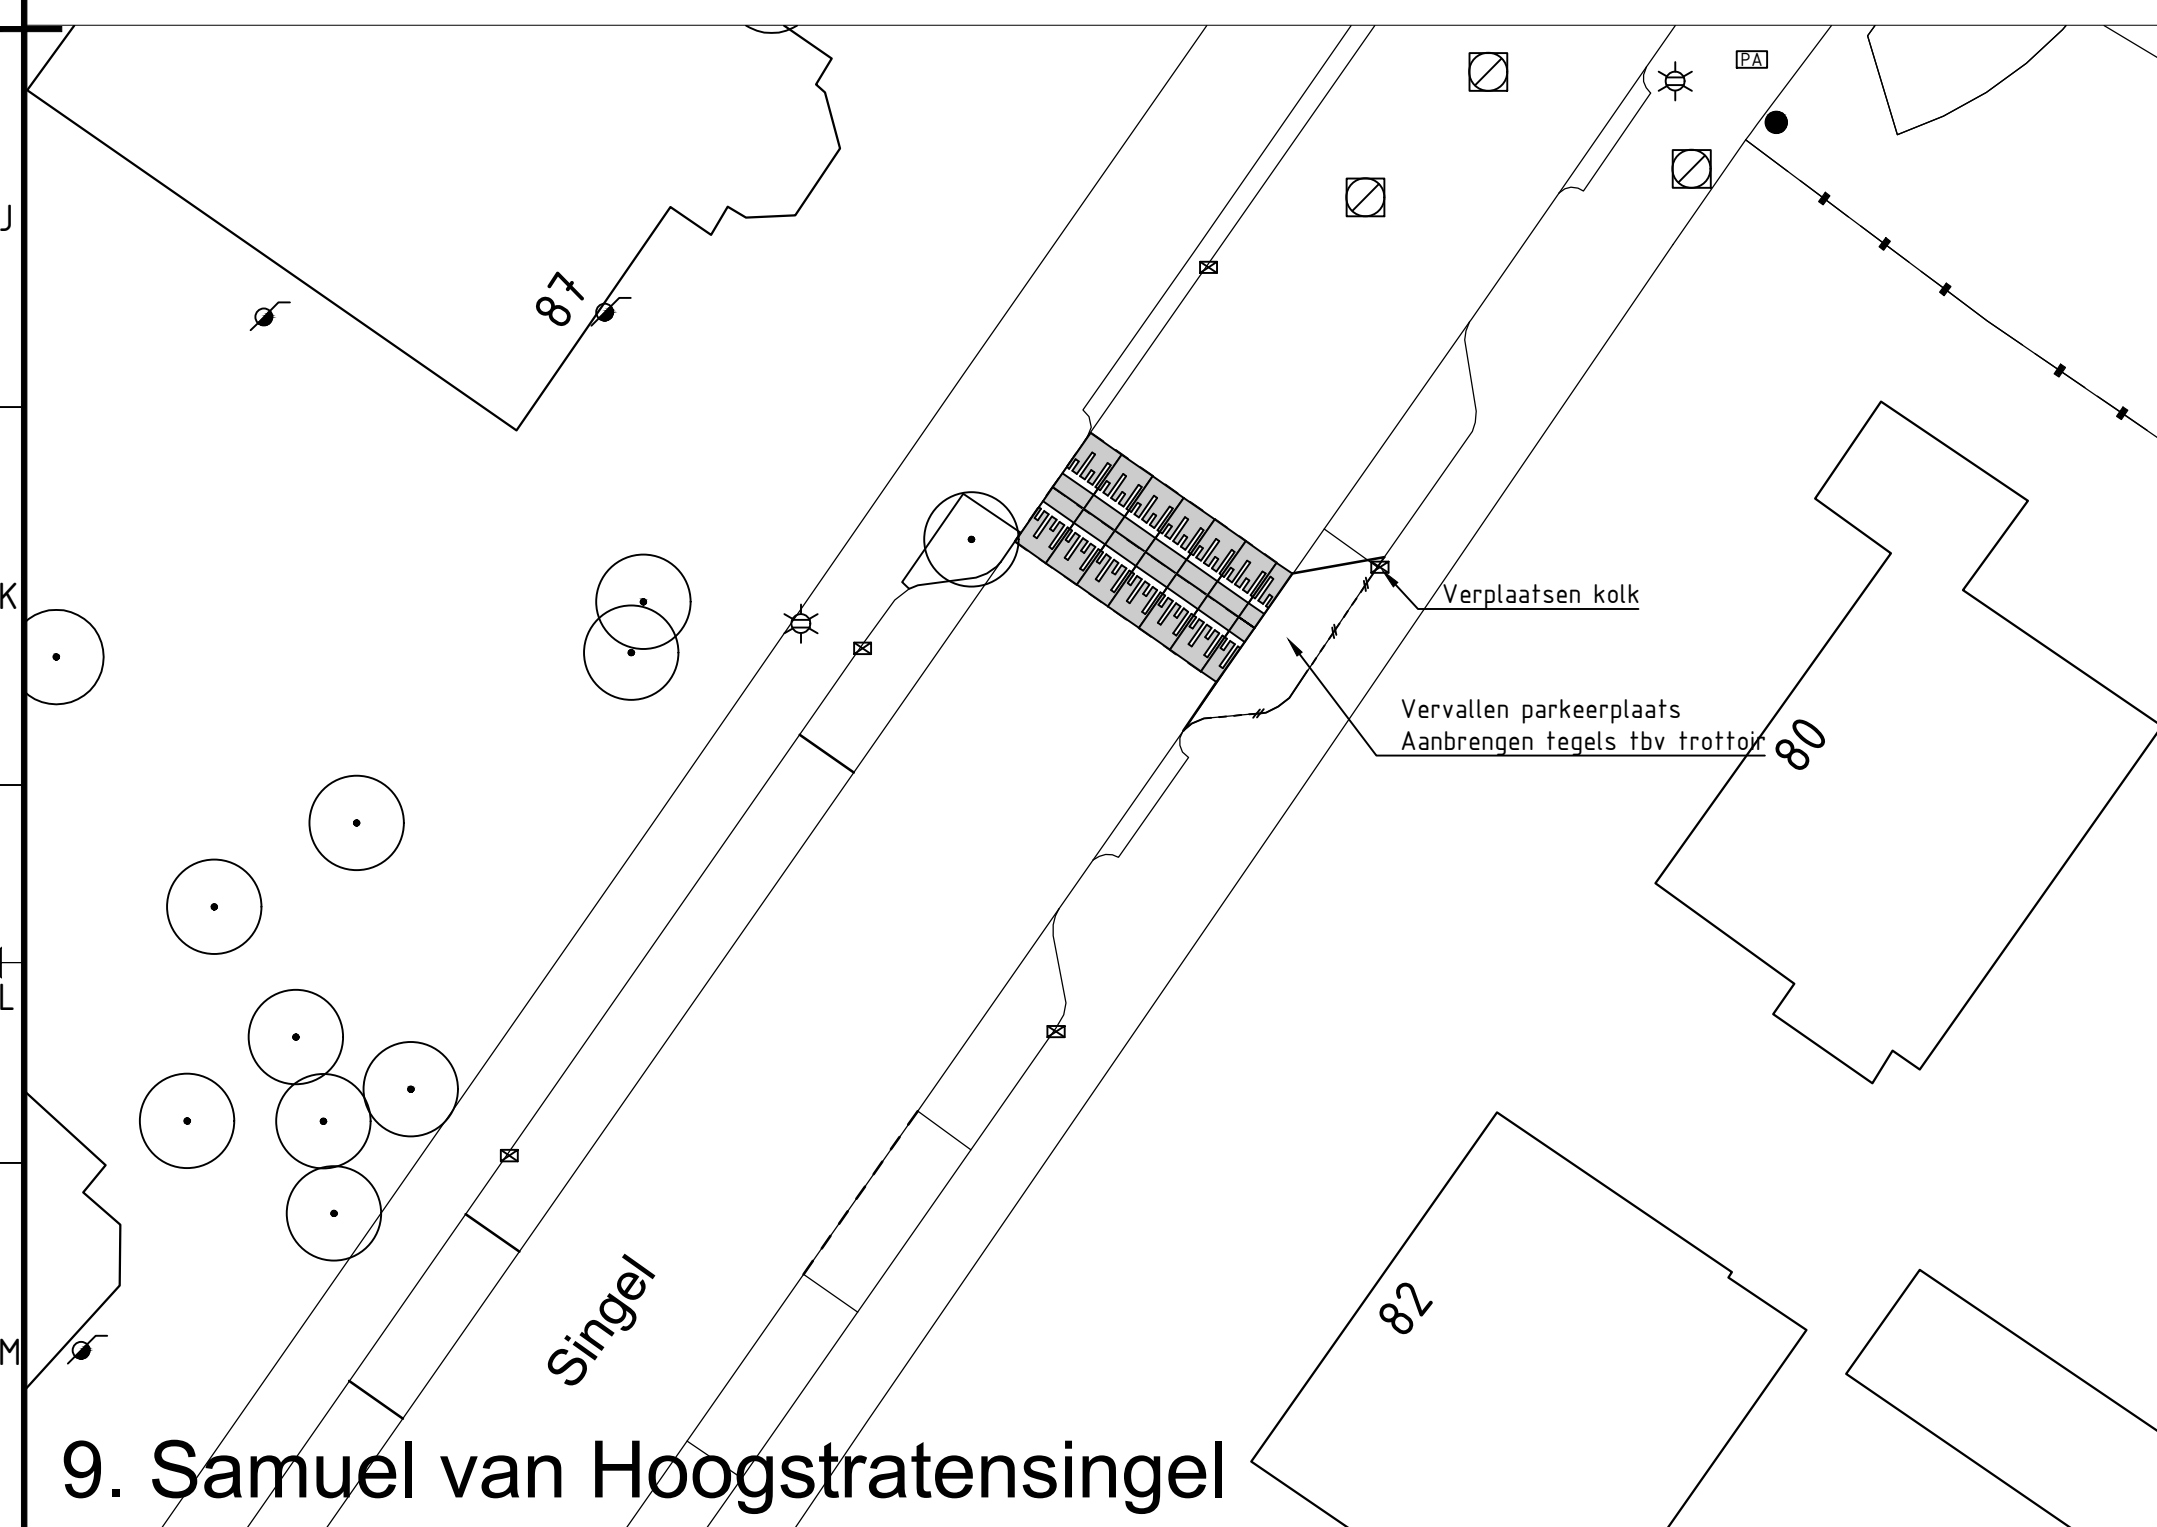 PA
J
87
K
Verplaatsen kolk
Vervallen parkeerplaats
Aanbrengen tegels tbv trottoir
80
L
Singel
82
M
9. Samuel van Hoogstratensingel